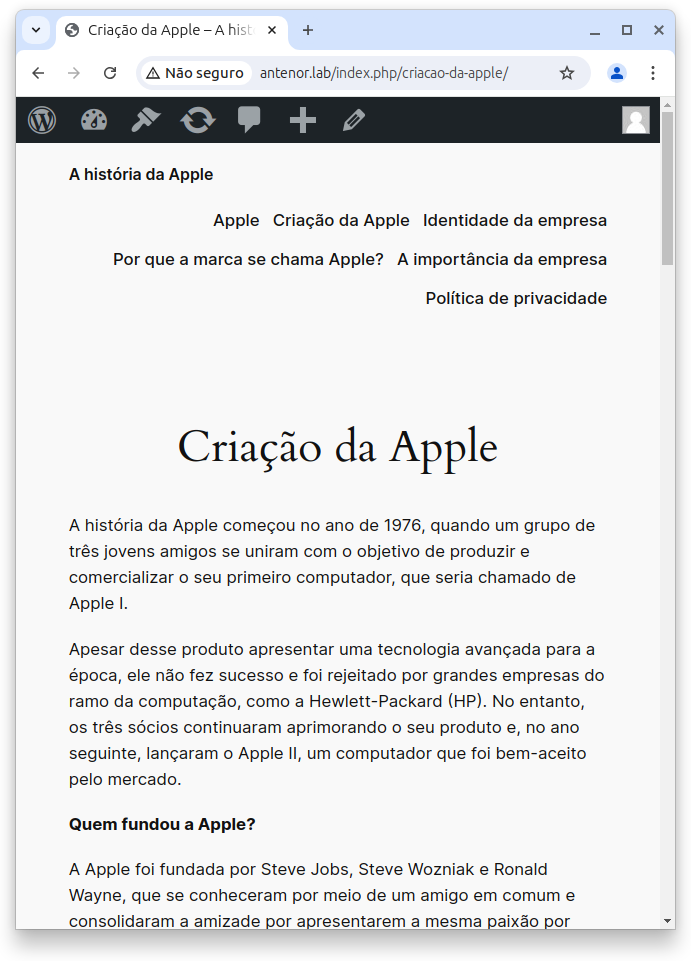 Criação da Apple – A hist
Não seguro antenor.lab/index.php/criacao-da-apple/
A história da Apple
Apple Criação da Apple Identidade da empresa
Por que a marca se chama Apple? A importância da empresa
Política de privacidade
Criação da Apple
A história da Apple começou no ano de 1976, quando um grupo de
três jovens amigos se uniram com o objetivo de produzir e
comercializar o seu primeiro computador, que seria chamado de
Apple I.
Apesar desse produto apresentar uma tecnologia avançada para a
época, ele não fez sucesso e foi rejeitado por grandes empresas do
ramo da computação, como a Hewlett-Packard (HP). No entanto,
os três sócios continuaram aprimorando o seu produto e, no ano
seguinte, lançaram o Apple II, um computador que foi bem-aceito
pelo mercado.
Quem fundou a Apple?
A Apple foi fundada por Steve Jobs, Steve Wozniak e Ronald
Wayne, que se conheceram por meio de um amigo em comum e
consolidaram a amizade por apresentarem a mesma paixão por